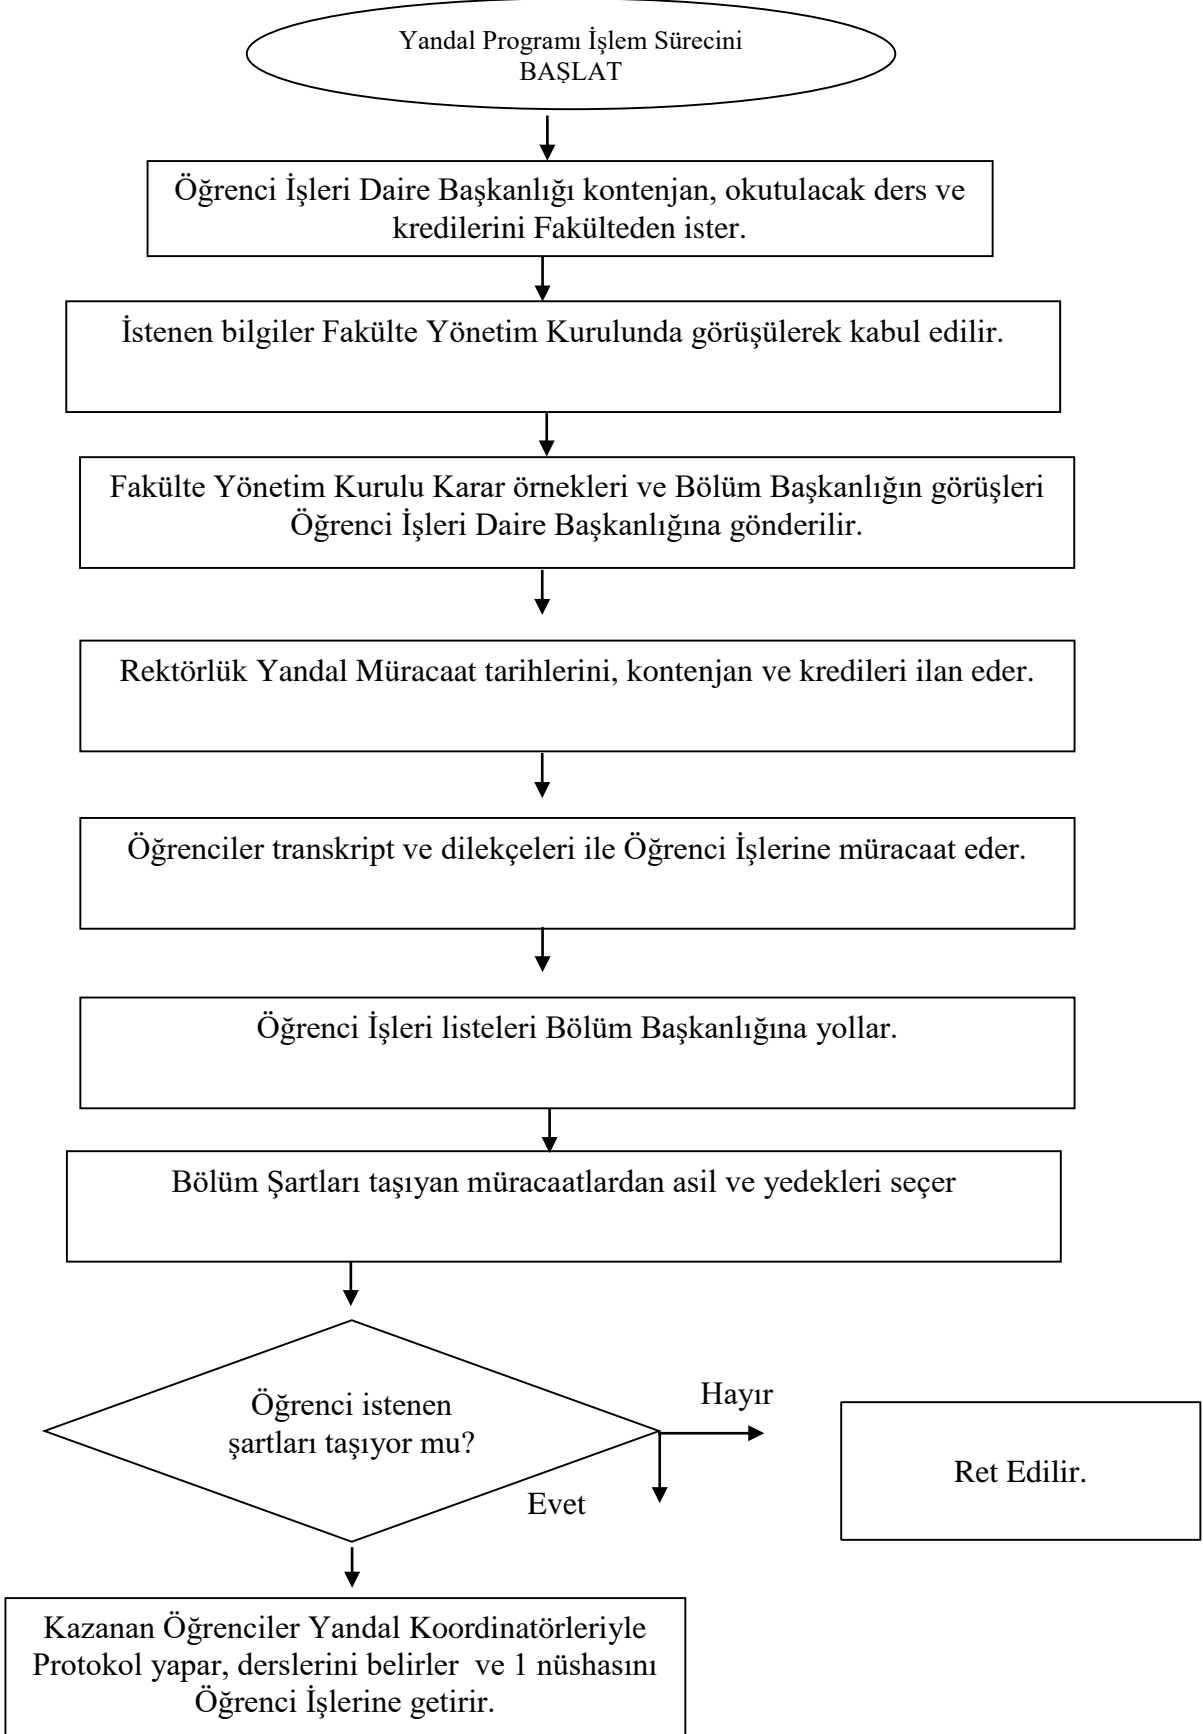 Yandal Programı İşlem Sürecini
BAŞLAT
Öğrenci İşleri Daire Başkanlığı kontenjan, okutulacak ders ve
kredilerini Fakülteden ister.
İstenen bilgiler Fakülte Yönetim Kurulunda görüşülerek kabul edilir.
Fakülte Yönetim Kurulu Karar örnekleri ve Bölüm Başkanlığın görüşleri
Öğrenci İşleri Daire Başkanlığına gönderilir.
Rektörlük Yandal Müracaat tarihlerini, kontenjan ve kredileri ilan eder.
Öğrenciler transkript ve dilekçeleri ile Öğrenci İşlerine müracaat eder.
Öğrenci İşleri listeleri Bölüm Başkanlığına yollar.
Bölüm Şartları taşıyan müracaatlardan asil ve yedekleri seçer
Öğrenci istenen
şartları taşıyor mu?
Hayır
Ret Edilir.
Evet
Kazanan Öğrenciler Yandal Koordinatörleriyle
Protokol yapar, derslerini belirler ve 1 nüshasını
Öğrenci İşlerine getirir.